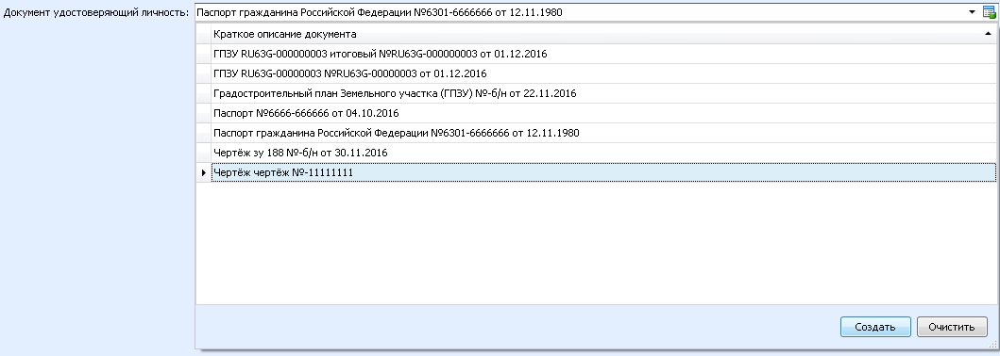 Документ удостоверяющий личность: Паспорт гражданина Российской Федерации №6301-6666666 от 12.11.1980
Краткое описание документа
ГПЗУ RU63G-000000003 итоговый №RU63G-000000003 от 01.12.2016
ГПЗУ RU63G-00000003 №RU63G-00000003 от 01.12.2016
Градостроительный план Земельного участка (ГПЗУ) №-б/н от 22.11.2016
Паспорт №6666-666666 от 04.10.2016
Паспорт гражданина Российской Федерации №6301-6666666 от 12.11.1980
Чертёж зу 188 №-б/н от 30.11.2016
Чертёж чертёж №-11111111
Создать Очистить